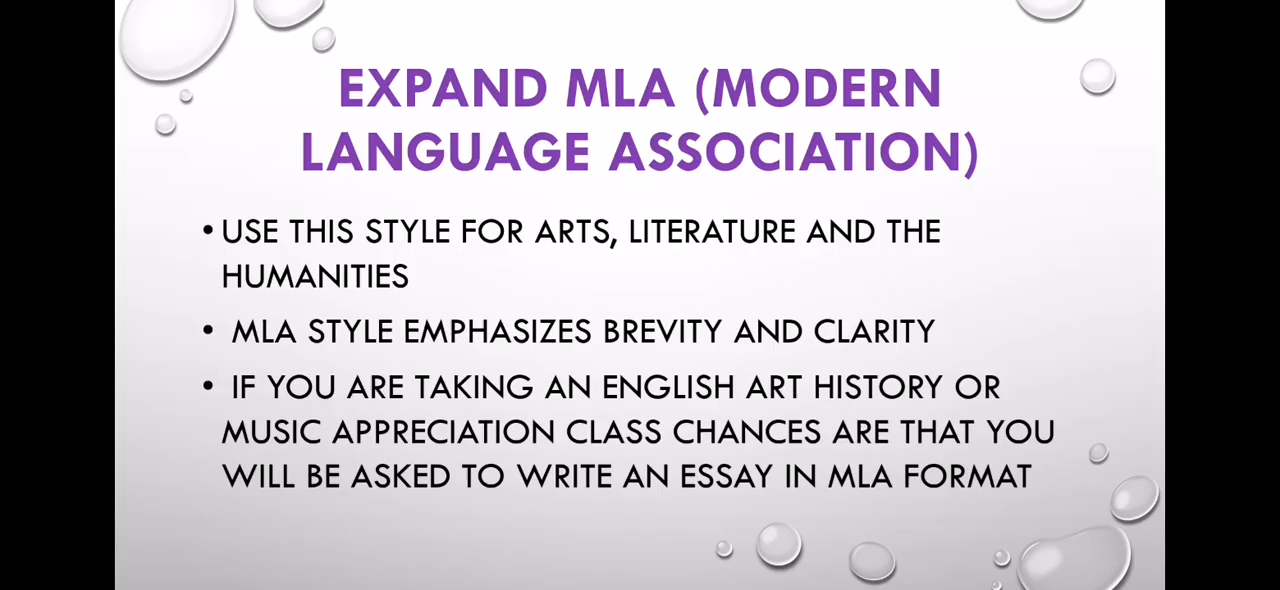 EXPAND MLA (MODERN
LANGUAGE ASSOCIATION)
• USE THIS STYLE FOR ARTS, LITERATURE AND THE
HUMANITIES
• MLA STYLE EMPHASIZES BREVITY AND CLARITY
• IF YOU ARE TAKING AN ENGLISH ART HISTORY OR
MUSIC APPRECIATION CLASS CHANCES ARE THAT YOU
WILL BE ASKED TO WRITE AN ESSAY IN MLA FORMAT